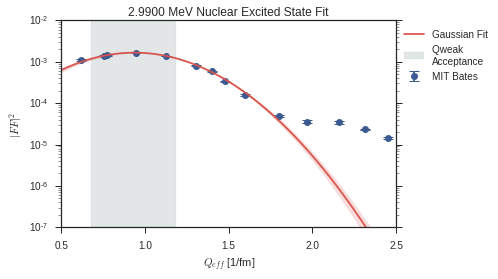 2.9900 MeV Nuclear Excited State Fit
10^-2
10^-3
10^-4
10^-5
10^-6
10^-7
|FF|^2
0.5 1.0 1.5 2.0 2.5
Q_eff [1/fm]
Gaussian Fit
Qweak
Acceptance
MIT Bates